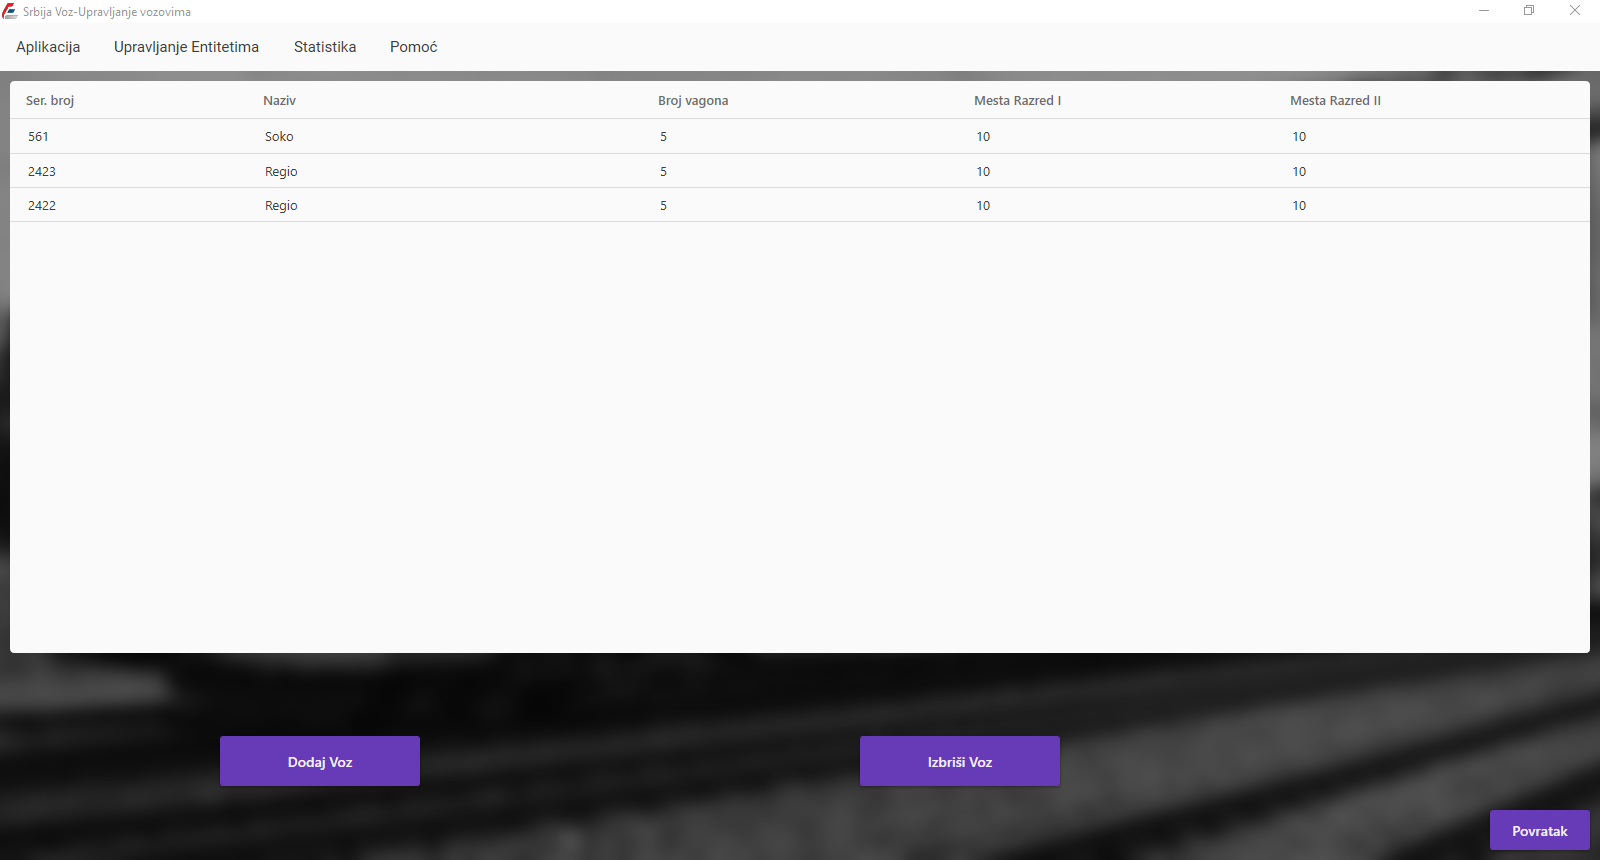 Srbija Voz-Upravljanje vozovima
Aplikacija Upravljanje Entitetima Statistika Pomoć
Ser. broj Naziv Broj vagona Mesta Razred I Mesta Razred II
561 Soko 5 10 10
2423 Regio 5 10 10
2422 Regio 5 10 10
Dodaj Voz Izbriši Voz
Povratak